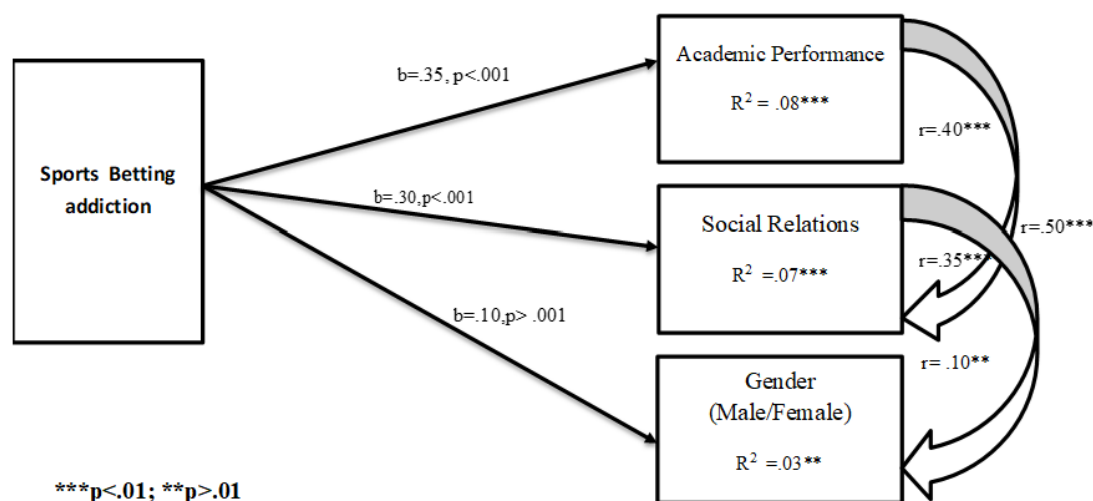 Academic Performance
R² = .08***
b=.35, p<.001
r=.40***
Sports Betting
addiction
b=.30,p<.001
Social Relations
R² =.07***
r=.50***
r=.35***
b=.10,p> .001
r= .10**
Gender
(Male/Female)
R² =.03**
***p<.01; **p>.01